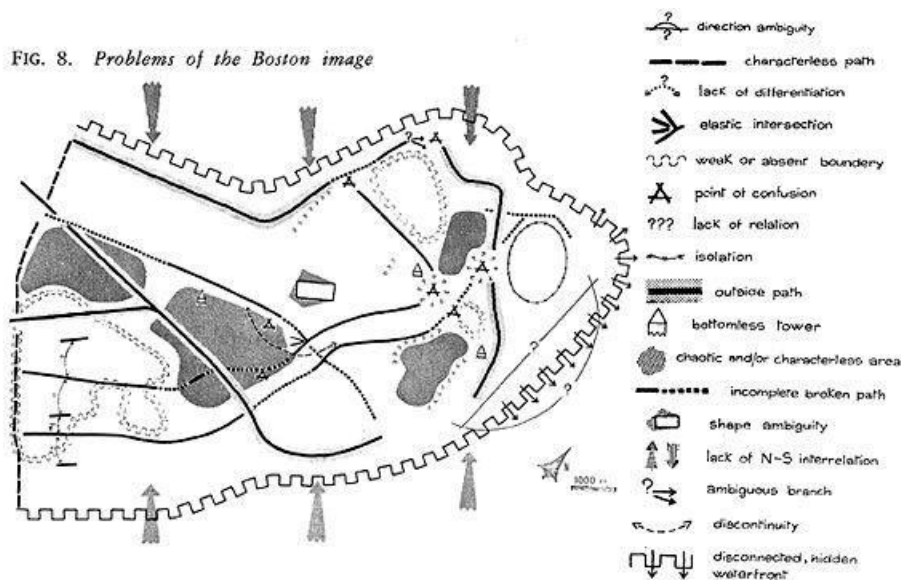 FIG. 8. Problems of the Boston image
? ?
direction ambiguity
characterless path
?
lack of differentiation
elastic intersection
weak or absent boundery
point of confusion
??? lack of relation
isolation
outside path
bottomless tower
chaotic and/or characterless area
incomplete broken path
shape ambiguity
lack of N-S interrelation
? ambiguous branch
discontinuity
disconnected, hidden
waterfront
?
?
?
?
1000 m